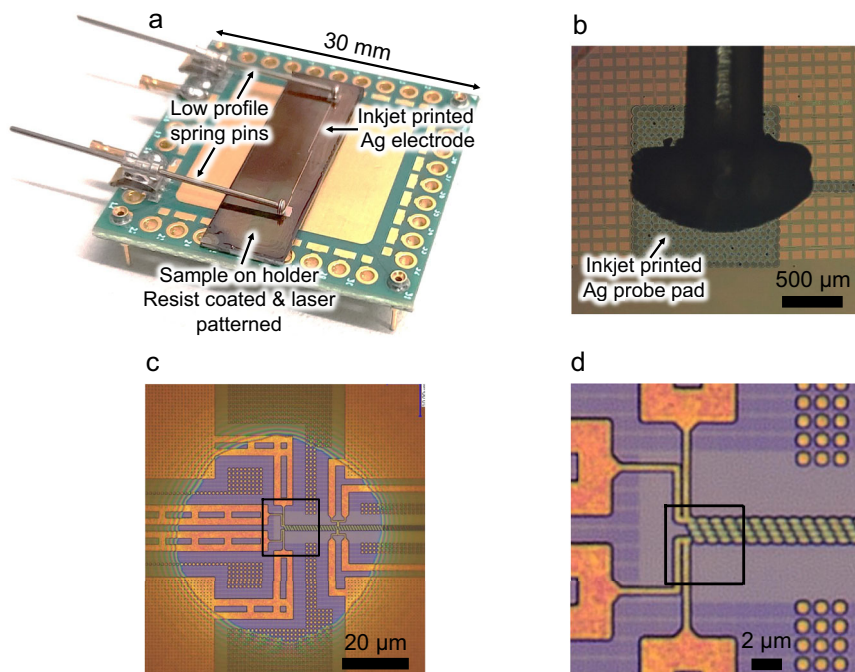 a
30 mm
Low profile
spring pins
Inkjet printed
Ag electrode
Sample on holder
Resist coated & laser
patterned
b
Inkjet printed
Ag probe pad
500 µm
c
20 µm
d
2 µm